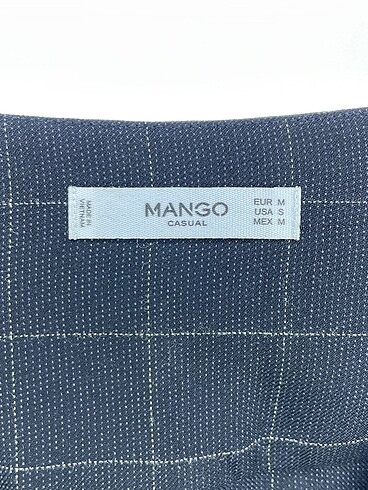 MADE IN
VIETNAM
MANGO
CASUAL
EUR M
USA S
MEX M